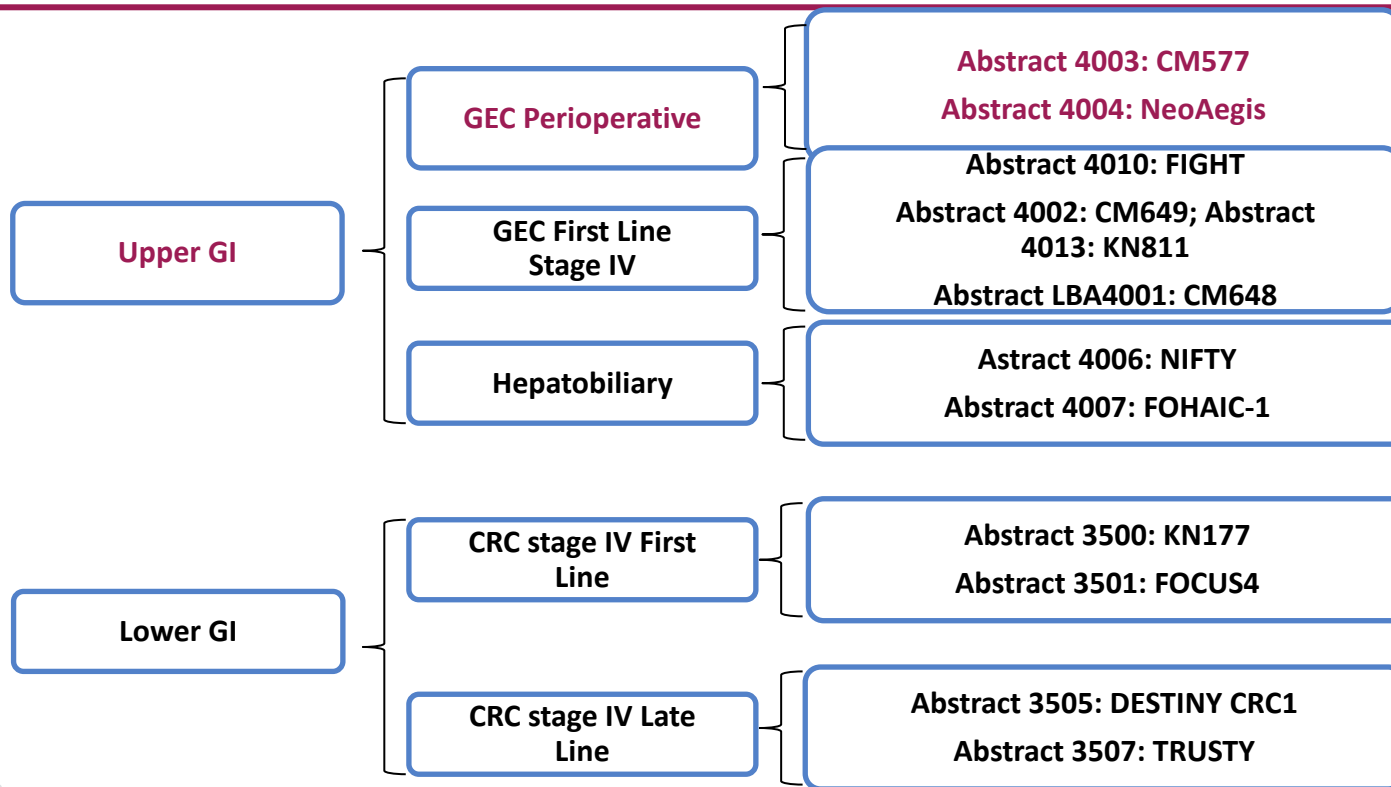 Upper GI
GEC Perioperative
Abstract 4003: CM577
Abstract 4004: NeoAegis
GEC First Line
Stage IV
Abstract 4010: FIGHT
Abstract 4002: CM649; Abstract
4013: KN811
Abstract LBA4001: CM648
Hepatobiliary
Astract 4006: NIFTY
Abstract 4007: FOHAIC-1
Lower GI
CRC stage IV First
Line
Abstract 3500: KN177
Abstract 3501: FOCUS4
CRC stage IV Late
Line
Abstract 3505: DESTINY CRC1
Abstract 3507: TRUSTY